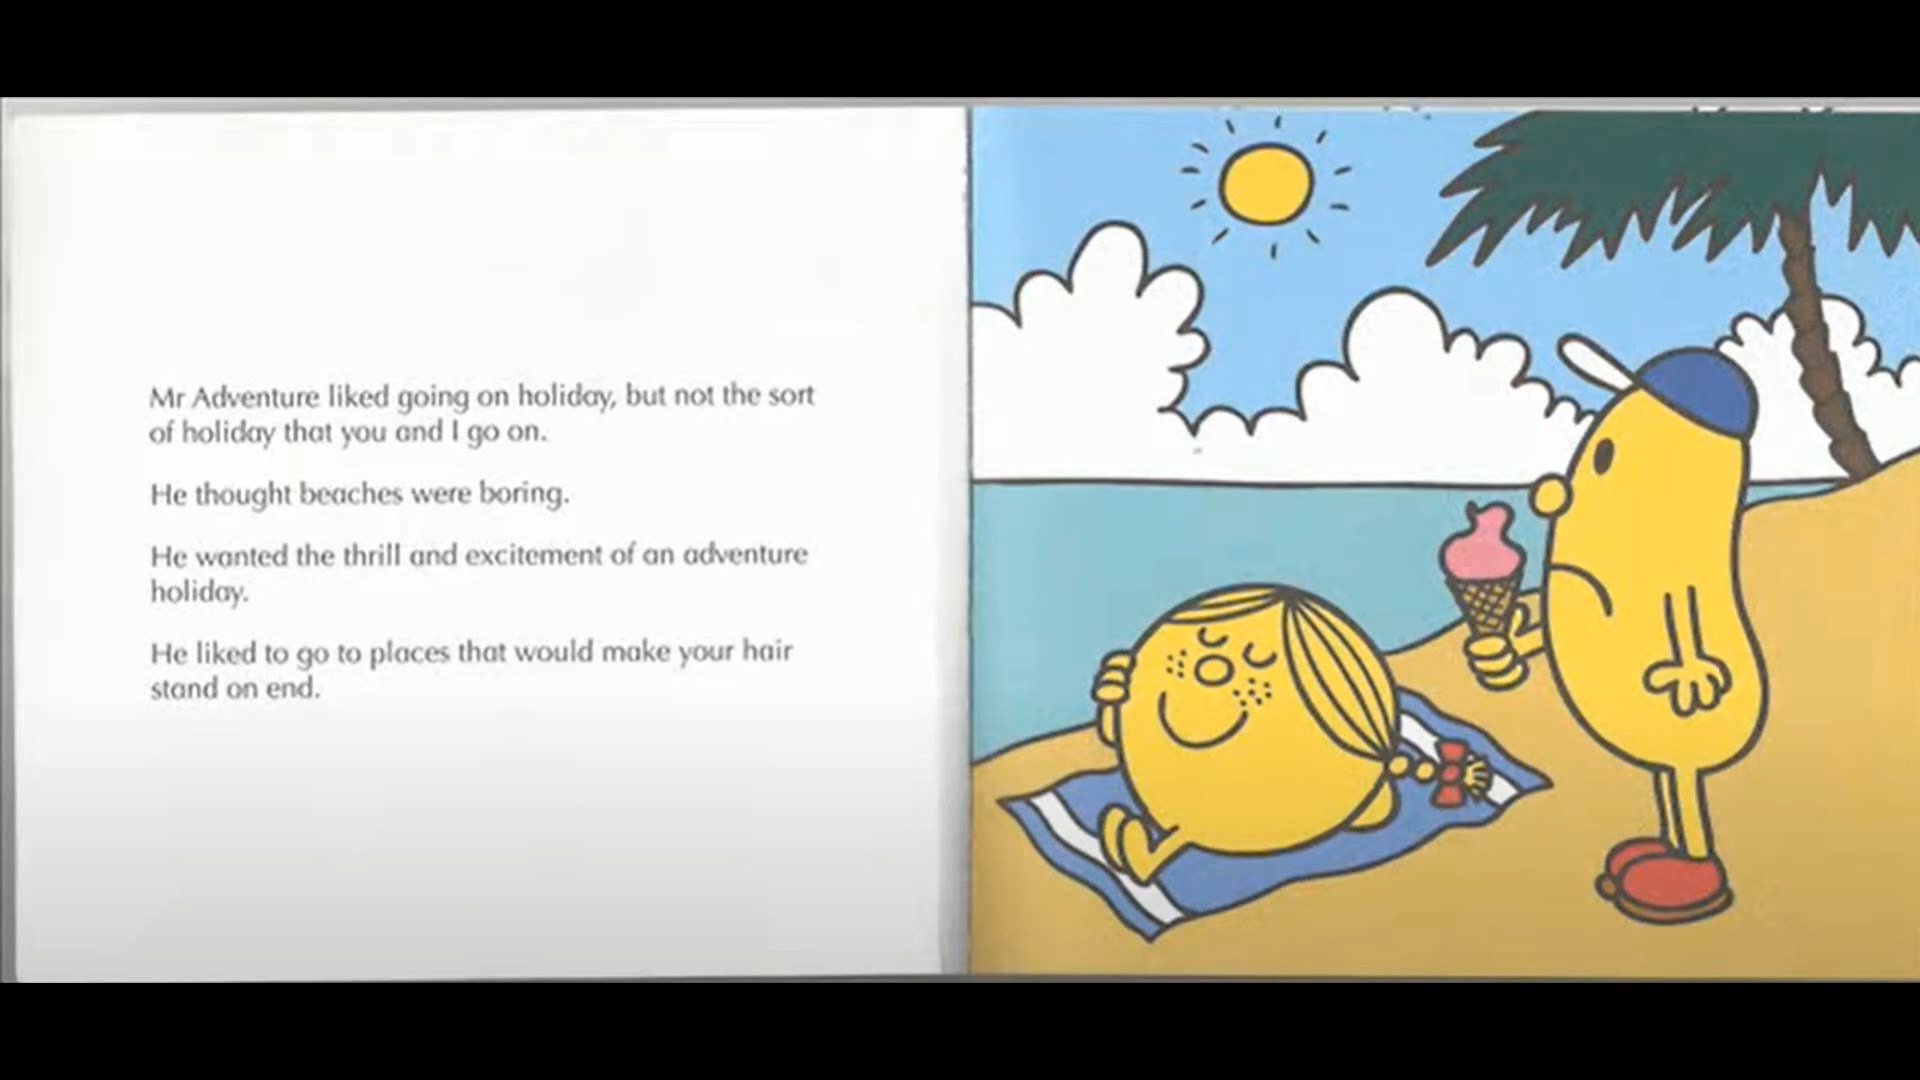 Mr Adventure liked going on holiday, but not the sort
of holiday that you and I go on.
He thought beaches were boring.
He wanted the thrill and excitement of an adventure
holiday.
He liked to go to places that would make your hair
stand on end.